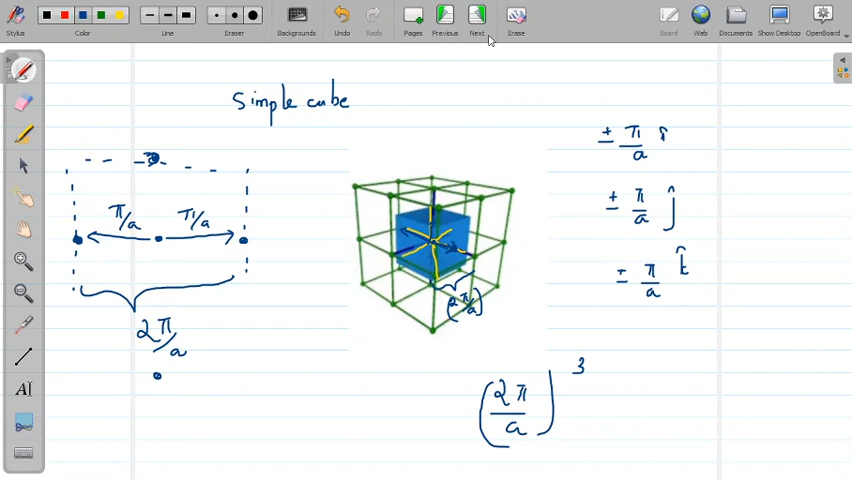 Stylus
Color
Line
Eraser
Backgrounds
Undo
Redo
Pages
Previous
Next
Erase
Board
Web
Documents
Show Desktop
OpenBoard
Simple cube
π/a
π/a
2π/a
(2π/a)
± π/a î
± π/a ĵ
± π/a k̂
(2π/a)³